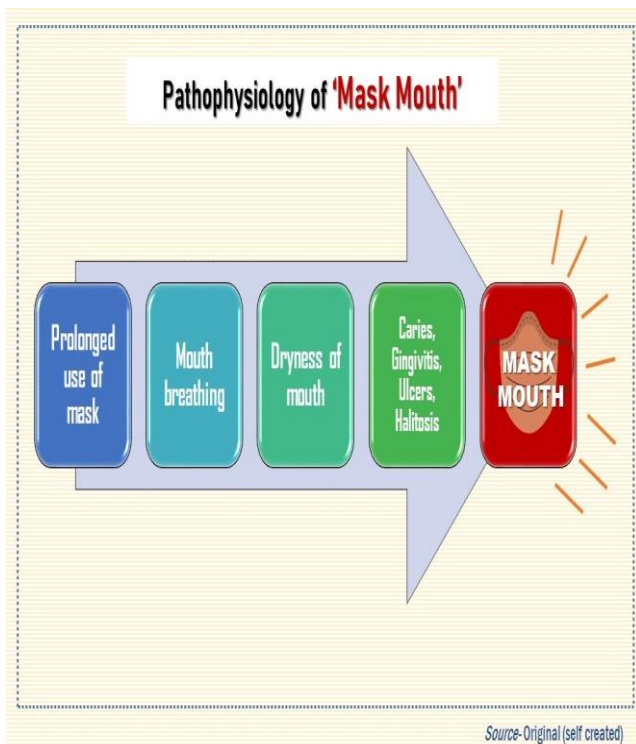 Pathophysiology of 'Mask Mouth'
Prolonged
use of
mask
Mouth
breathing
Dryness of
mouth
Caries,
Gingivitis,
Ulcers,
Halitosis
MASK
MOUTH
Source- Original (self created)